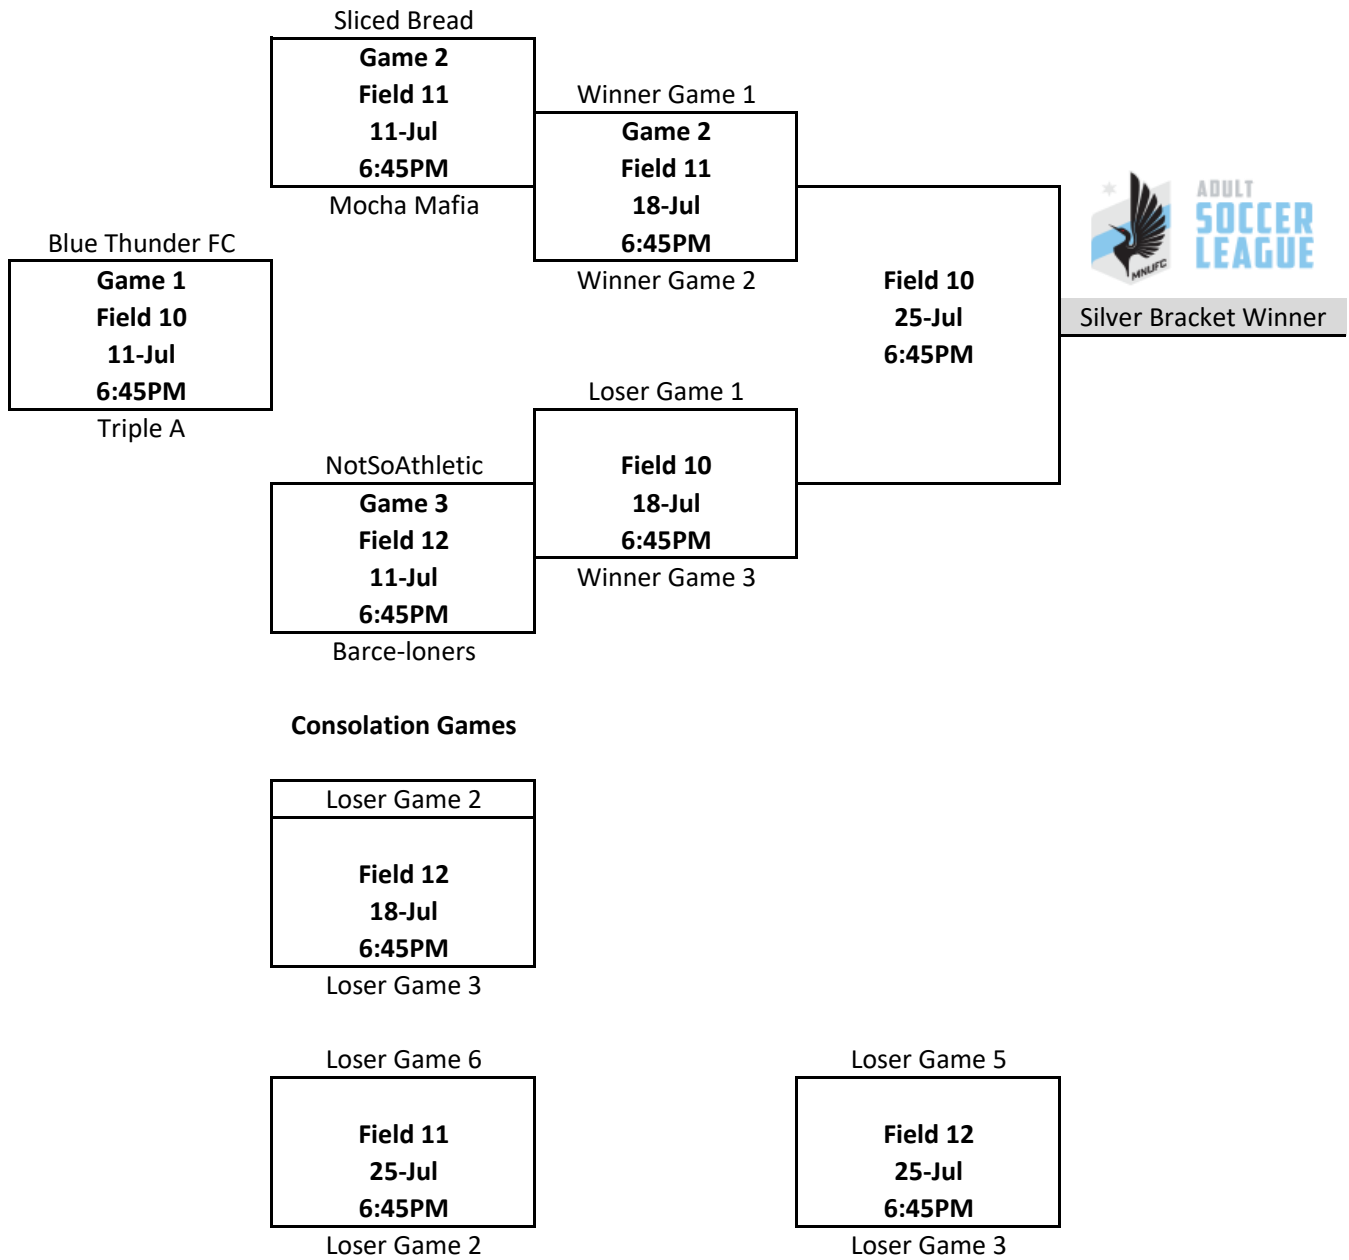 Sliced Bread
Game 2
Field 11
11-Jul
6:45PM
Mocha Mafia
Winner Game 1
Game 2
Field 11
18-Jul
6:45PM
Winner Game 2
Blue Thunder FC
Game 1
Field 10
11-Jul
6:45PM
Triple A
Field 10
25-Jul
6:45PM
MNUFC
ADULT
SOCCER
LEAGUE
Silver Bracket Winner
Loser Game 1
Field 10
18-Jul
6:45PM
Winner Game 3
NotSoAthletic
Game 3
Field 12
11-Jul
6:45PM
Barce-loners
Consolation Games
Loser Game 2
Field 12
18-Jul
6:45PM
Loser Game 3
Loser Game 6
Field 11
25-Jul
6:45PM
Loser Game 2
Loser Game 5
Field 12
25-Jul
6:45PM
Loser Game 3